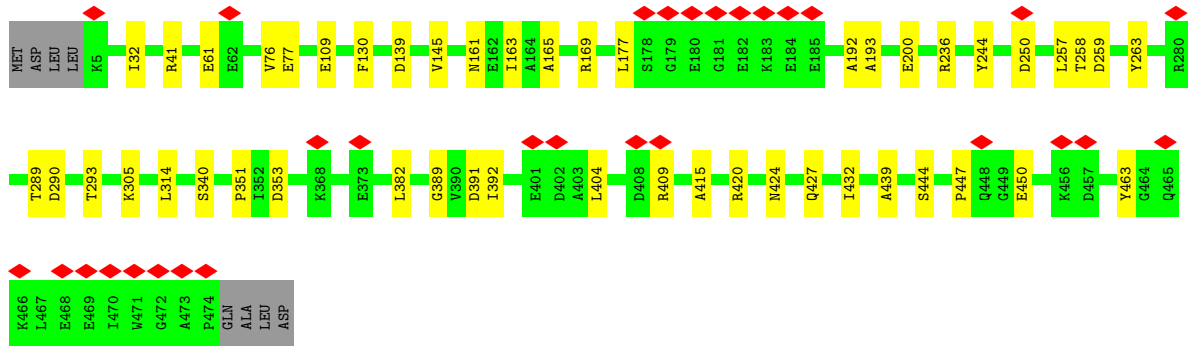 MET ASP LEU LEU K5 I32 R41 E61 E62 V76 E77 E109 F130 D139 V145 N161 E162 I163 A164 A165 R169 L177 S178 G179 E180 G181 E182 K183 E184 E185 A192 A193 E200 R236 Y244 D250 L257 T258 D259 Y263 R280
T289 D290 T293 K305 L314 S340 P351 I352 D353 K368 E373 L382 G389 V390 D391 I392 E401 D402 A403 L404 D408 R409 A415 R420 N424 Q427 I432 A439 S444 P447 Q448 G449 E450 K456 D457 Y463 G464 Q465
K466 L467 E468 E469 I470 W471 G472 A473 P474 GLN ALA LEU ASP